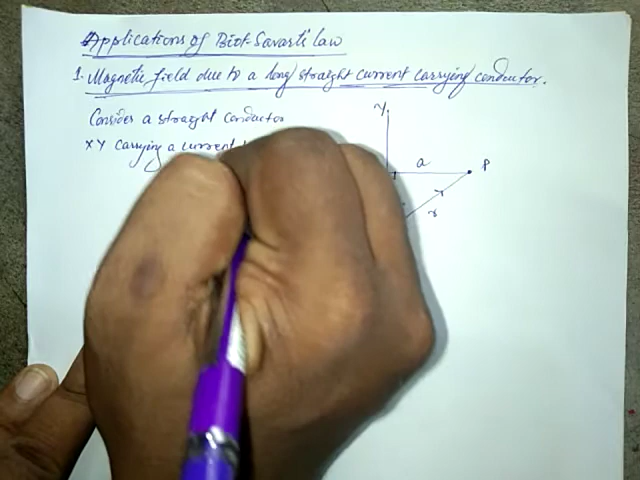 Applications of Biot-Savart's law
1. Magnetic field due to a long straight current carrying conductor.
Consider a straight conductor
XY carrying a current
Y
a
P
r